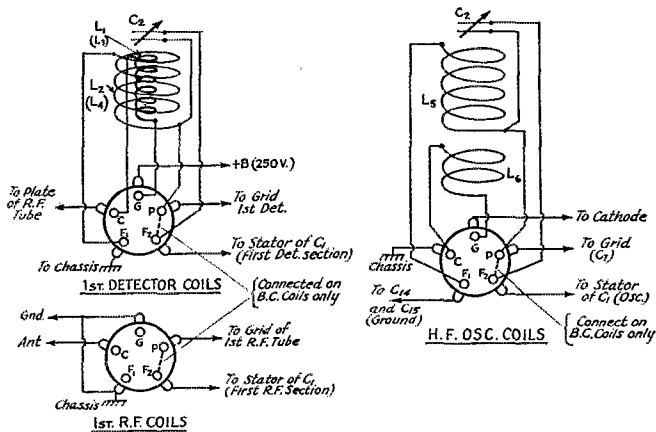 L1
(L3)
C2
L2
(L4)
+B (250 V.)
To Plate
of R.F.
Tube
G
C
P
F1
F2
To Grid
1st Det.
To Chassis
To Stator of C1
(First Det. section)
1ST. DETECTOR COILS
Connected on
B.C. Coils only
Gnd.
Ant
G
C
P
F1
F2
To Grid of
1st R.F. Tube
Chassis
To Stator of C1
(First R.F. Section)
1ST. R.F. COILS
C2
L5
L6
To Cathode
G
C
P
F1
F2
To Grid
(C7)
Chassis
To C14
and C15
(Ground)
To Stator
of C1 (Osc.)
H.F. OSC. COILS
Connect on
B.C. Coils only